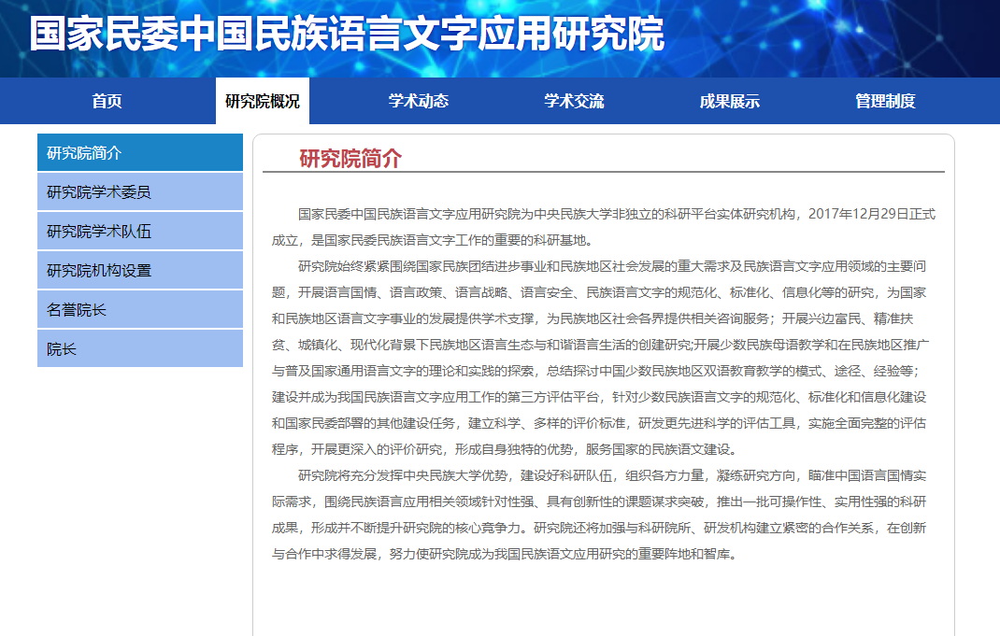 国家民委中国民族语言文字应用研究院
首页
研究院概况
学术动态
学术交流
成果展示
管理制度
研究院简介
研究院学术委员
研究院学术队伍
研究院机构设置
名誉院长
院长
研究院简介
国家民委中国民族语言文字应用研究院为中央民族大学非独立的科研平台实体研究机构，2017年12月29日正式
成立，是国家民委民族语言文字工作的重要的科研基地。
研究院始终紧紧围绕国家民族团结进步事业和民族地区社会发展的重大需求及民族语言文字应用领域的主要问
题，开展语言国情、语言政策、语言战略、语言安全、民族语言文字的规范化、标准化、信息化等的研究，为国家
和民族地区语言文字事业的发展提供学术支撑，为民族地区社会各界提供相关咨询服务；开展兴边富民、精准扶
贫、城镇化、现代化背景下民族地区语言生态与和谐语言生活的创建研究;开展少数民族母语教学和在民族地区推广
与普及国家通用语言文字的理论和实践的探索，总结探讨中国少数民族地区双语教育教学的模式、途径、经验等；
建设并成为我国民族语言文字应用工作的第三方评估平台，针对少数民族语言文字的规范化、标准化和信息化建设
和国家民委部署的其他建设任务，建立科学、多样的评价标准，研发更先进科学的评估工具，实施全面完整的评估
程序，开展更深入的评价研究，形成自身独特的优势，服务国家的民族语文建设。
研究院将充分发挥中央民族大学优势，建设好科研队伍，组织各方力量，凝练研究方向，瞄准中国语言国情实
际需求，围绕民族语言应用相关领域针对性强、具有创新性的课题谋求突破，推出一批可操作性、实用性强的科研
成果，形成并不断提升研究院的核心竞争力。研究院还将加强与科研院所、研发机构建立紧密的合作关系，在创新
与合作中求得发展，努力使研究院成为我国民族语文应用研究的重要阵地和智库。